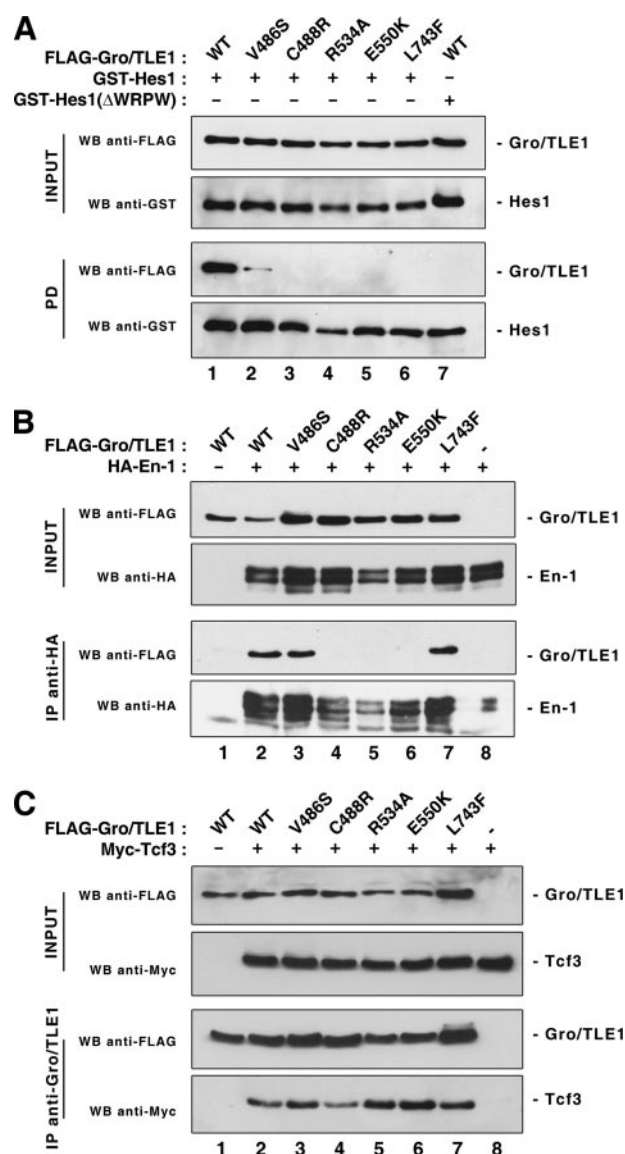 A
FLAG-Gro/TLE1 : WT V486S C488R R534A E550K L743F WT
GST-Hes1 : + + + + + + –
GST-Hes1(ΔWRPW) : – – – – – – +
INPUT
WB anti-FLAG - Gro/TLE1
WB anti-GST - Hes1
PD
WB anti-FLAG - Gro/TLE1
WB anti-GST - Hes1
1 2 3 4 5 6 7
B
FLAG-Gro/TLE1 : WT WT V486S C488R R534A E550K L743F -
HA-En-1 : – + + + + + + +
INPUT
WB anti-FLAG - Gro/TLE1
WB anti-HA - En-1
IP anti-HA
WB anti-FLAG - Gro/TLE1
WB anti-HA - En-1
1 2 3 4 5 6 7 8
C
FLAG-Gro/TLE1 : WT WT V486S C488R R534A E550K L743F -
Myc-Tcf3 : – + + + + + + +
INPUT
WB anti-FLAG - Gro/TLE1
WB anti-Myc - Tcf3
IP anti-Gro/TLE1
WB anti-FLAG - Gro/TLE1
WB anti-Myc - Tcf3
1 2 3 4 5 6 7 8